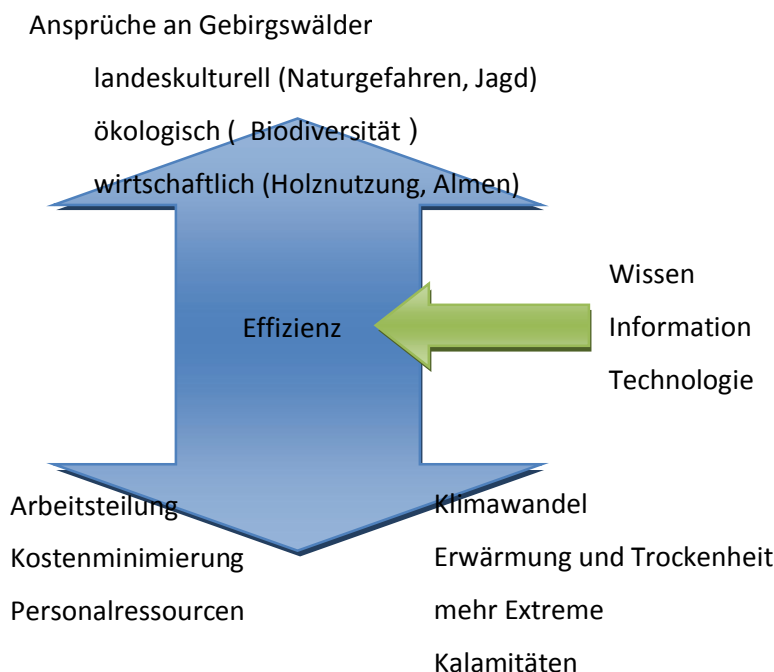 Ansprüche an Gebirgswälder
landeskulturell (Naturgefahren, Jagd)
ökologisch ( Biodiversität )
wirtschaftlich (Holznutzung, Almen)
Effizienz
Wissen
Information
Technologie
Arbeitsteilung
Kostenminimierung
Personalressourcen
Klimawandel
Erwärmung und Trockenheit
mehr Extreme
Kalamitäten